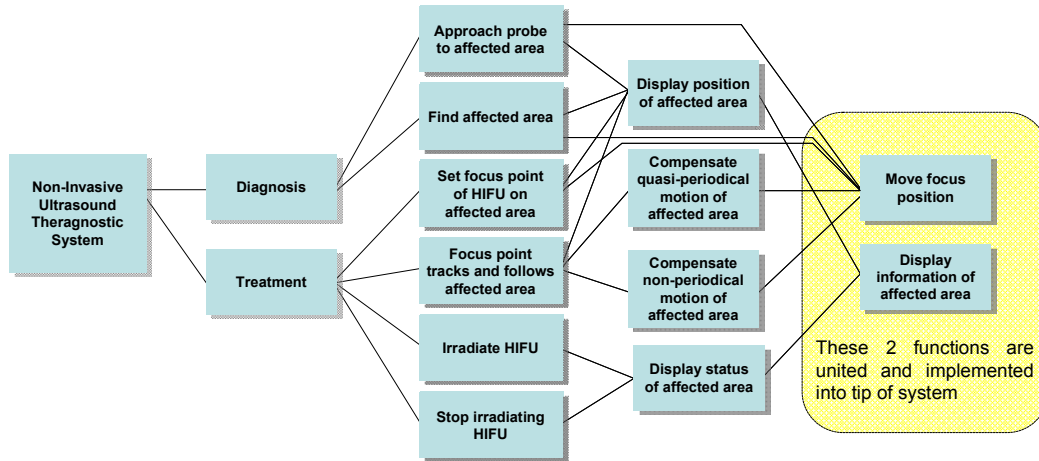 Non-Invasive
Ultrasound
Theragnostic
System
Diagnosis
Treatment
Approach probe
to affected area
Find affected area
Set focus point
of HIFU on
affected area
Focus point
tracks and follows
affected area
Irradiate HIFU
Stop irradiating
HIFU
Display position
of affected area
Compensate
quasi-periodical
motion of
affected area
Compensate
non-periodical
motion of
affected area
Display status
of affected area
Move focus
position
Display
information of
affected area
These 2 functions are
united and implemented
into tip of system